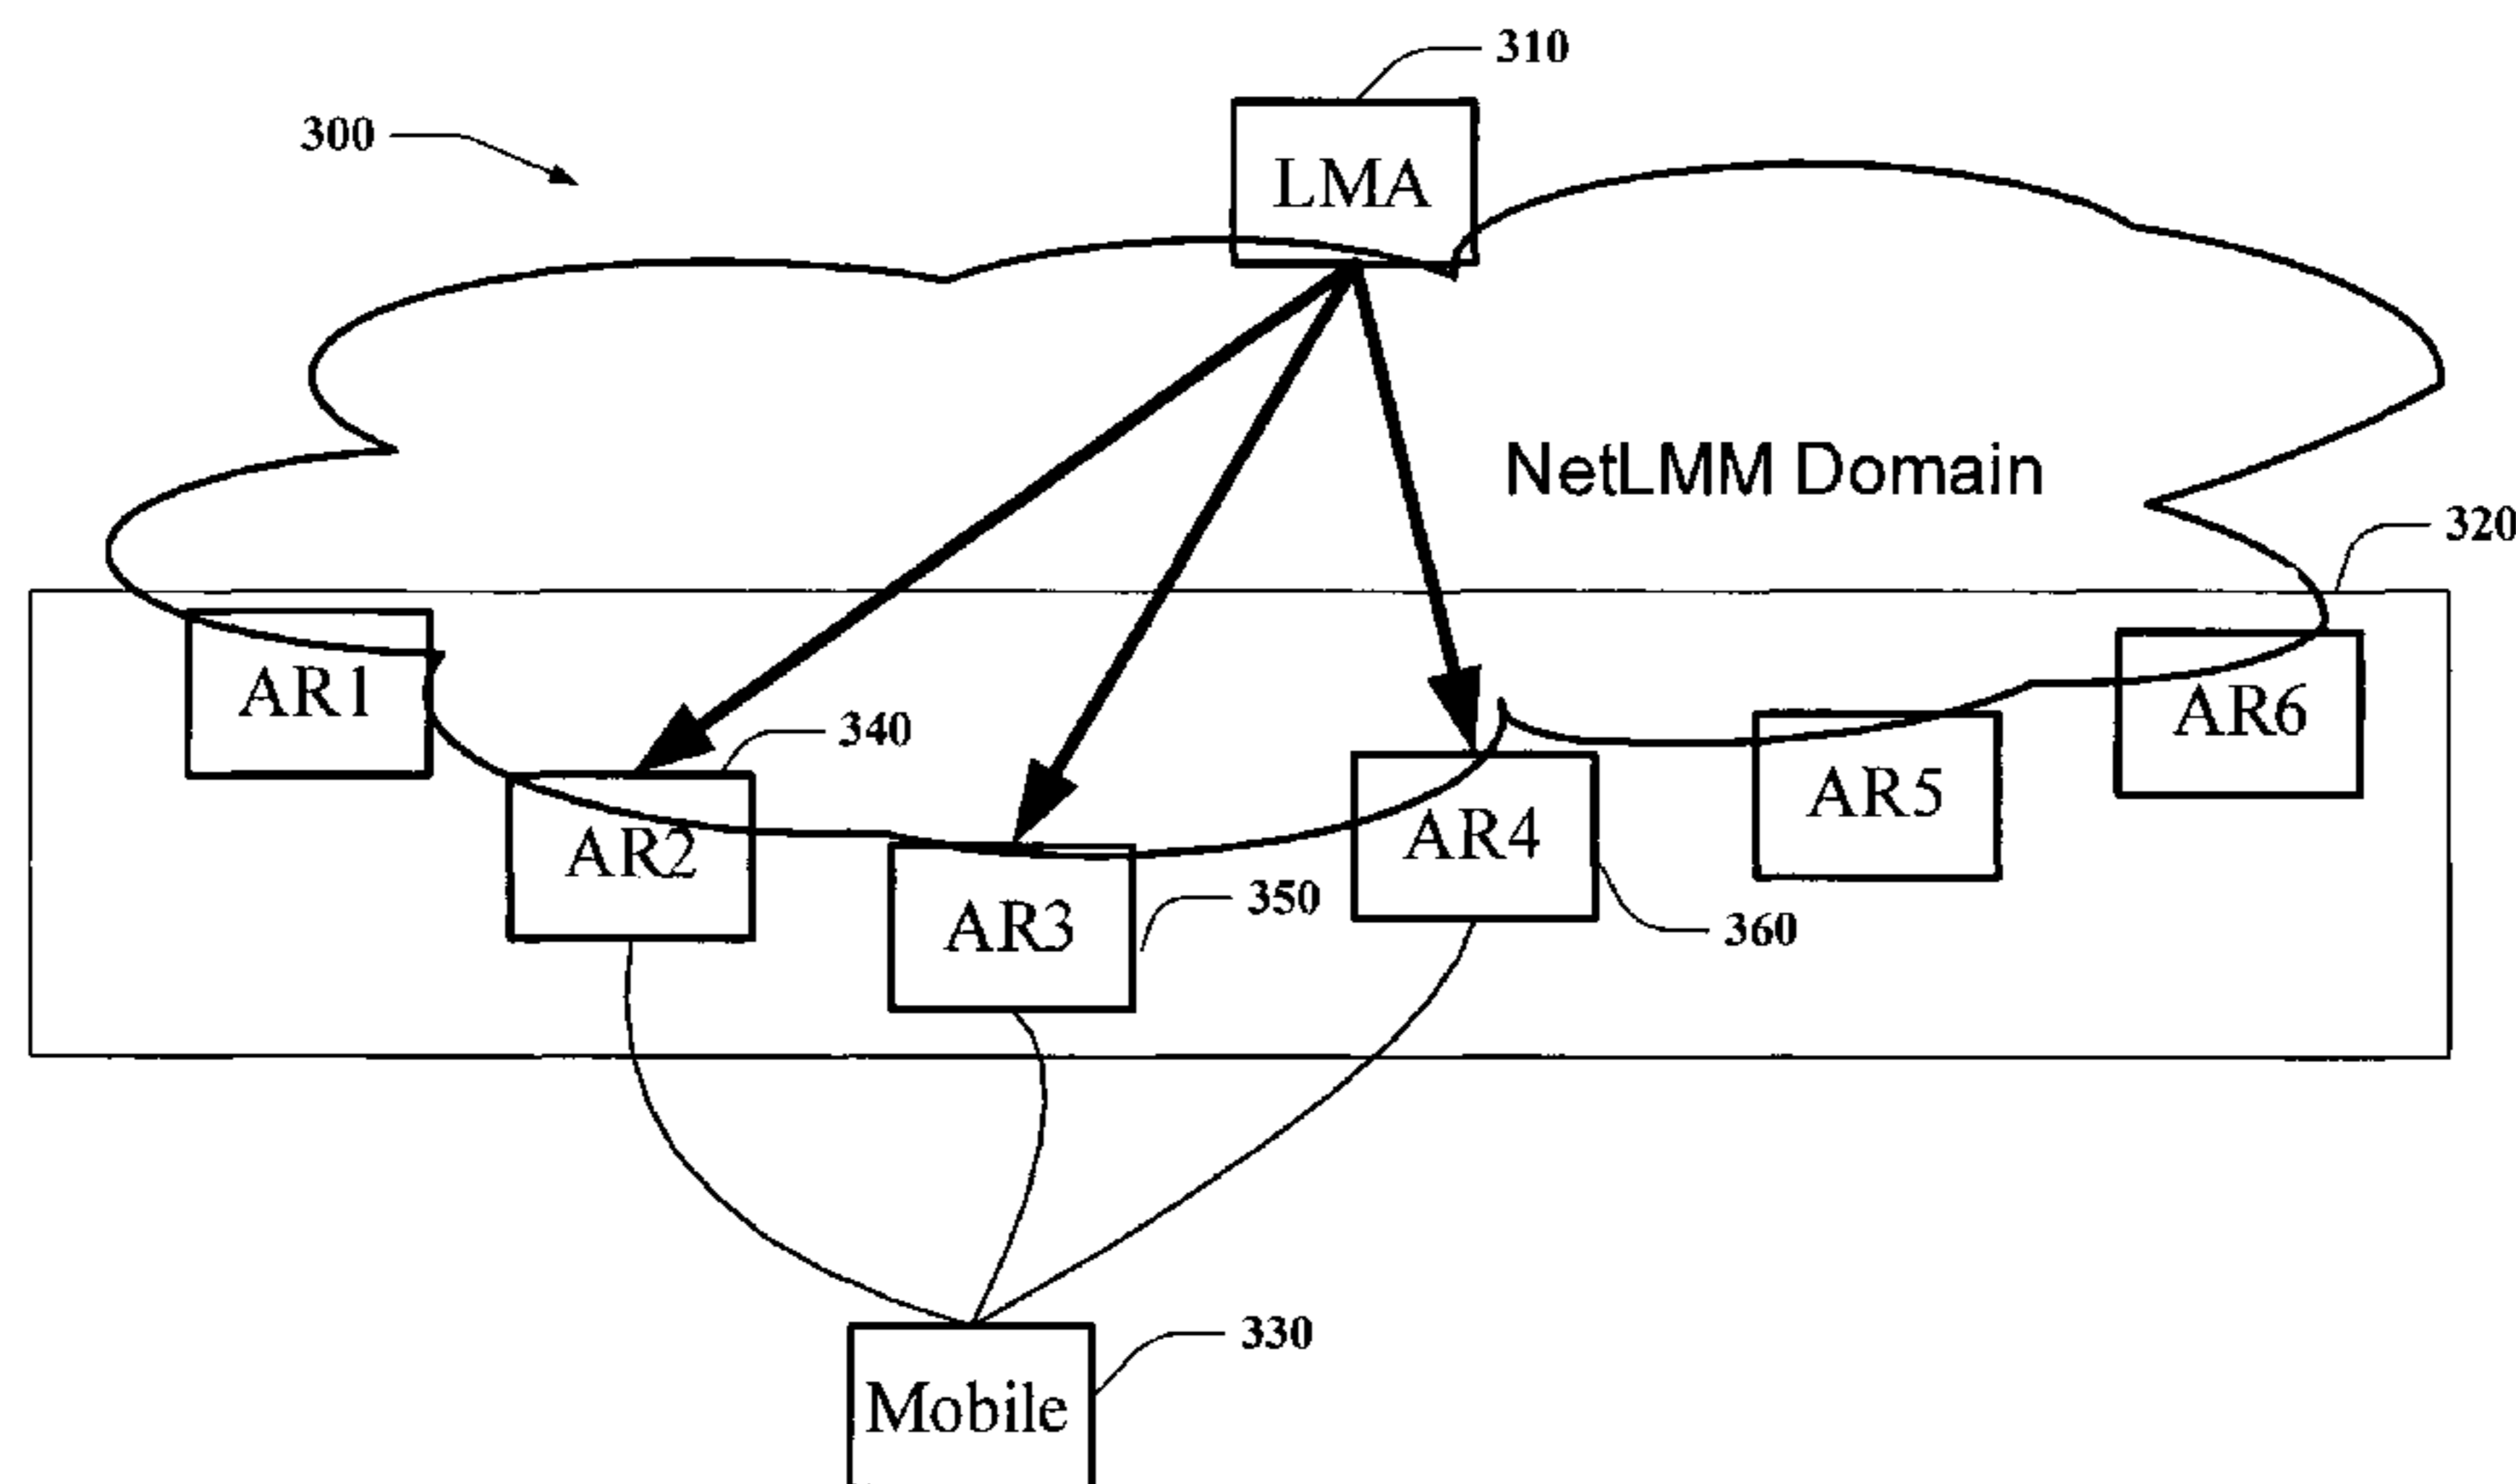 310
300
LMA
NetLMM Domain
320
AR1
AR6
340
AR5
AR2
AR4
350
AR3
360
330
Mobile